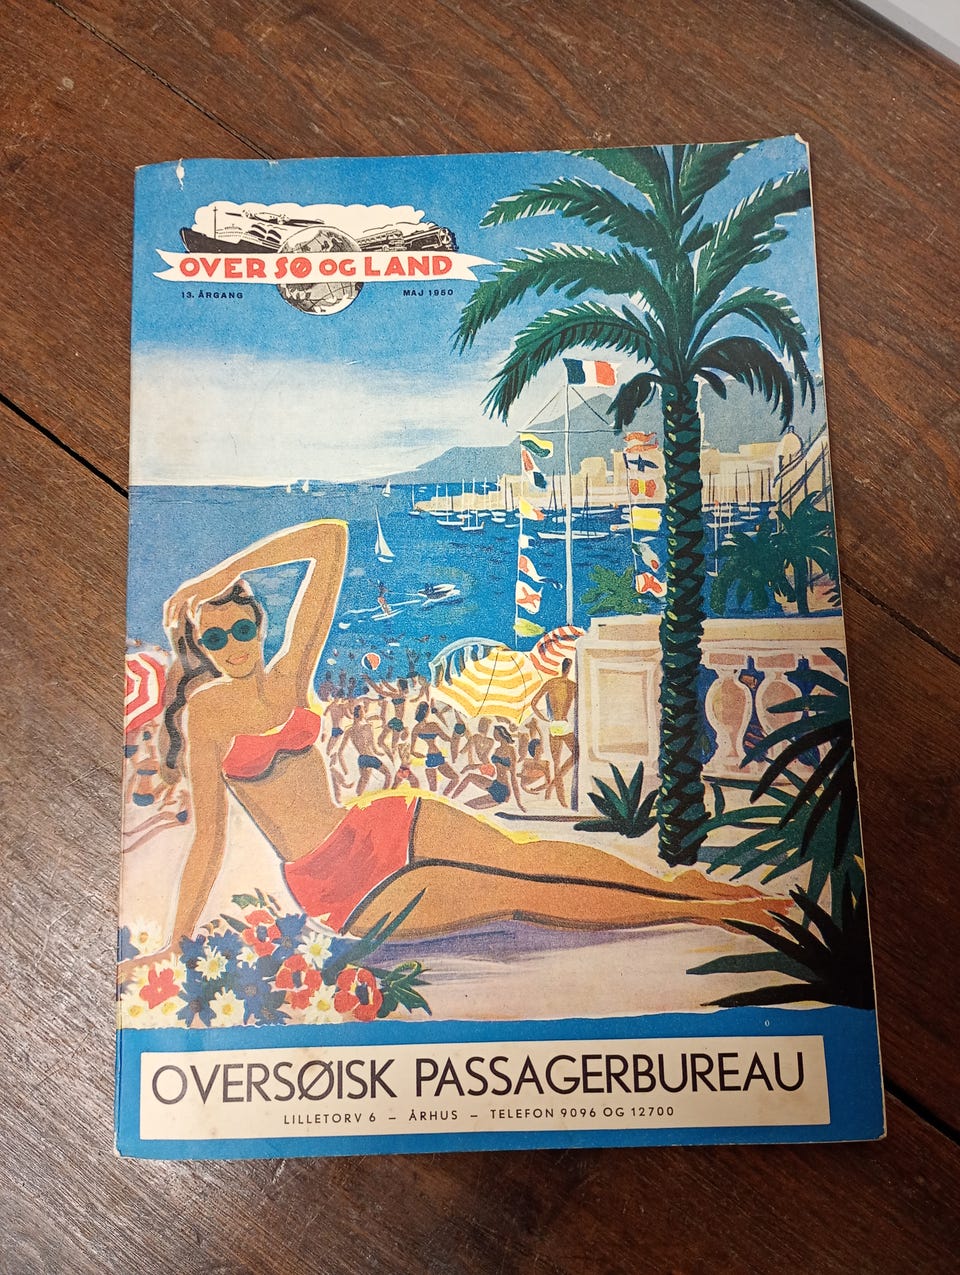 OVER SØ OG LAND
13. ÅRGANG MAJ 1950
OVERSØISK PASSAGERBUREAU
LILLETORV 6 – ÅRHUS – TELEFON 9096 OG 12700